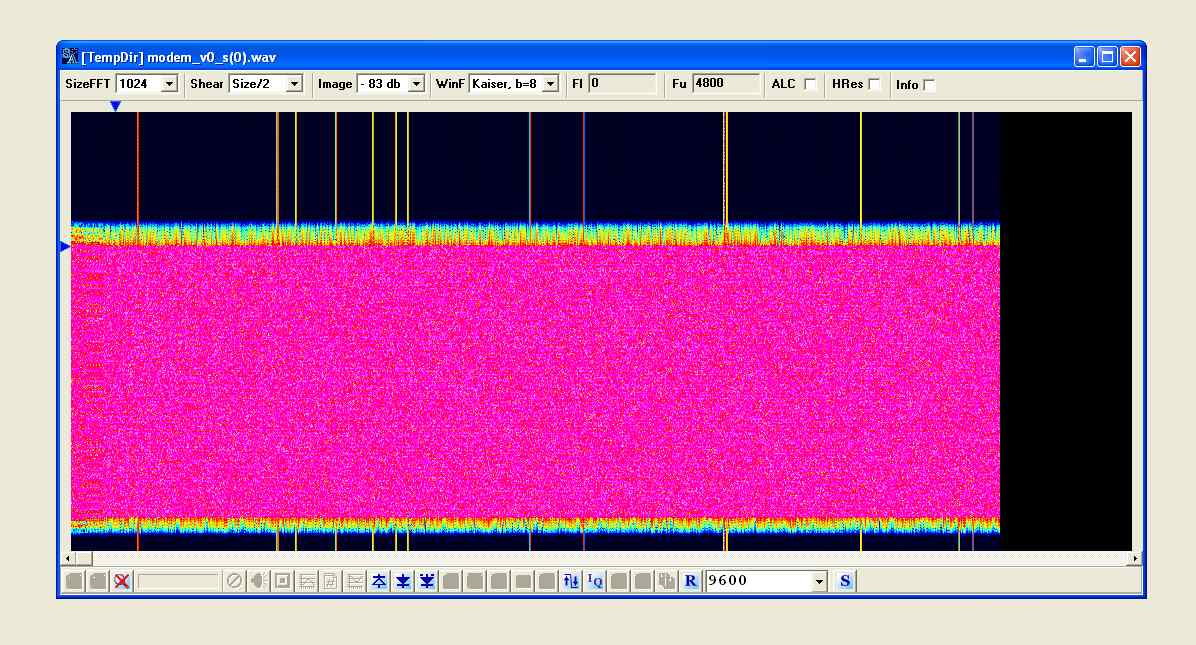 [TempDir] modem_v0_s(0).wav
SizeFFT 1024 Shear Size/2 Image - 83 db WinF Kaiser, b=8 Fl 0 Fu 4800 ALC HRes Info
IQ R 9600 S